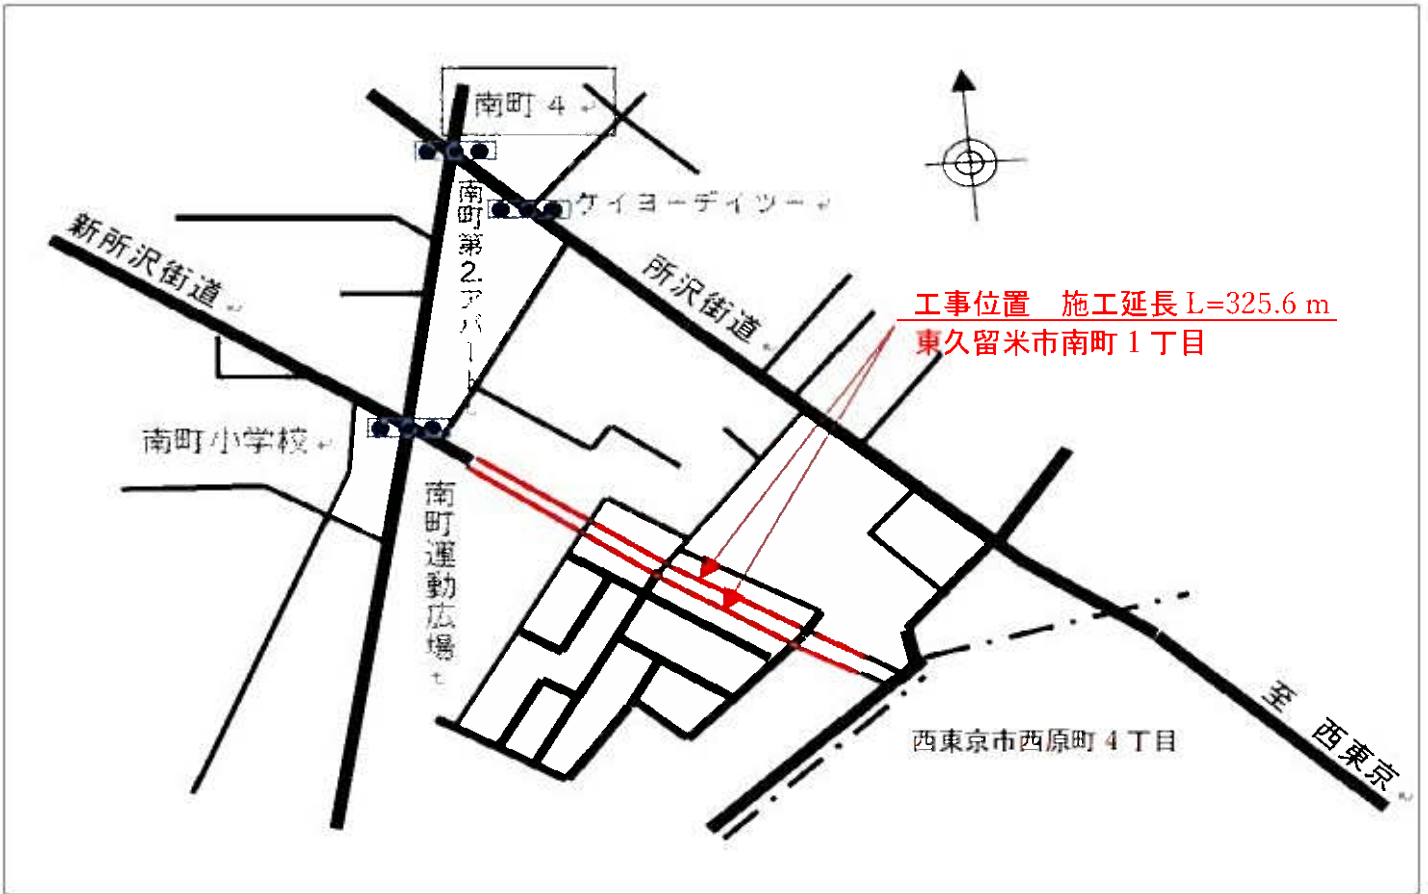 南町 4
ケイヨーデイツー
南町第2.アパート
新所沢街道
所沢街道
工事位置 施工延長 L=325.6 m
東久留米市南町 1 丁目
南町小学校
南町運動広場
西東京市西原町 4 丁目
至 西東京